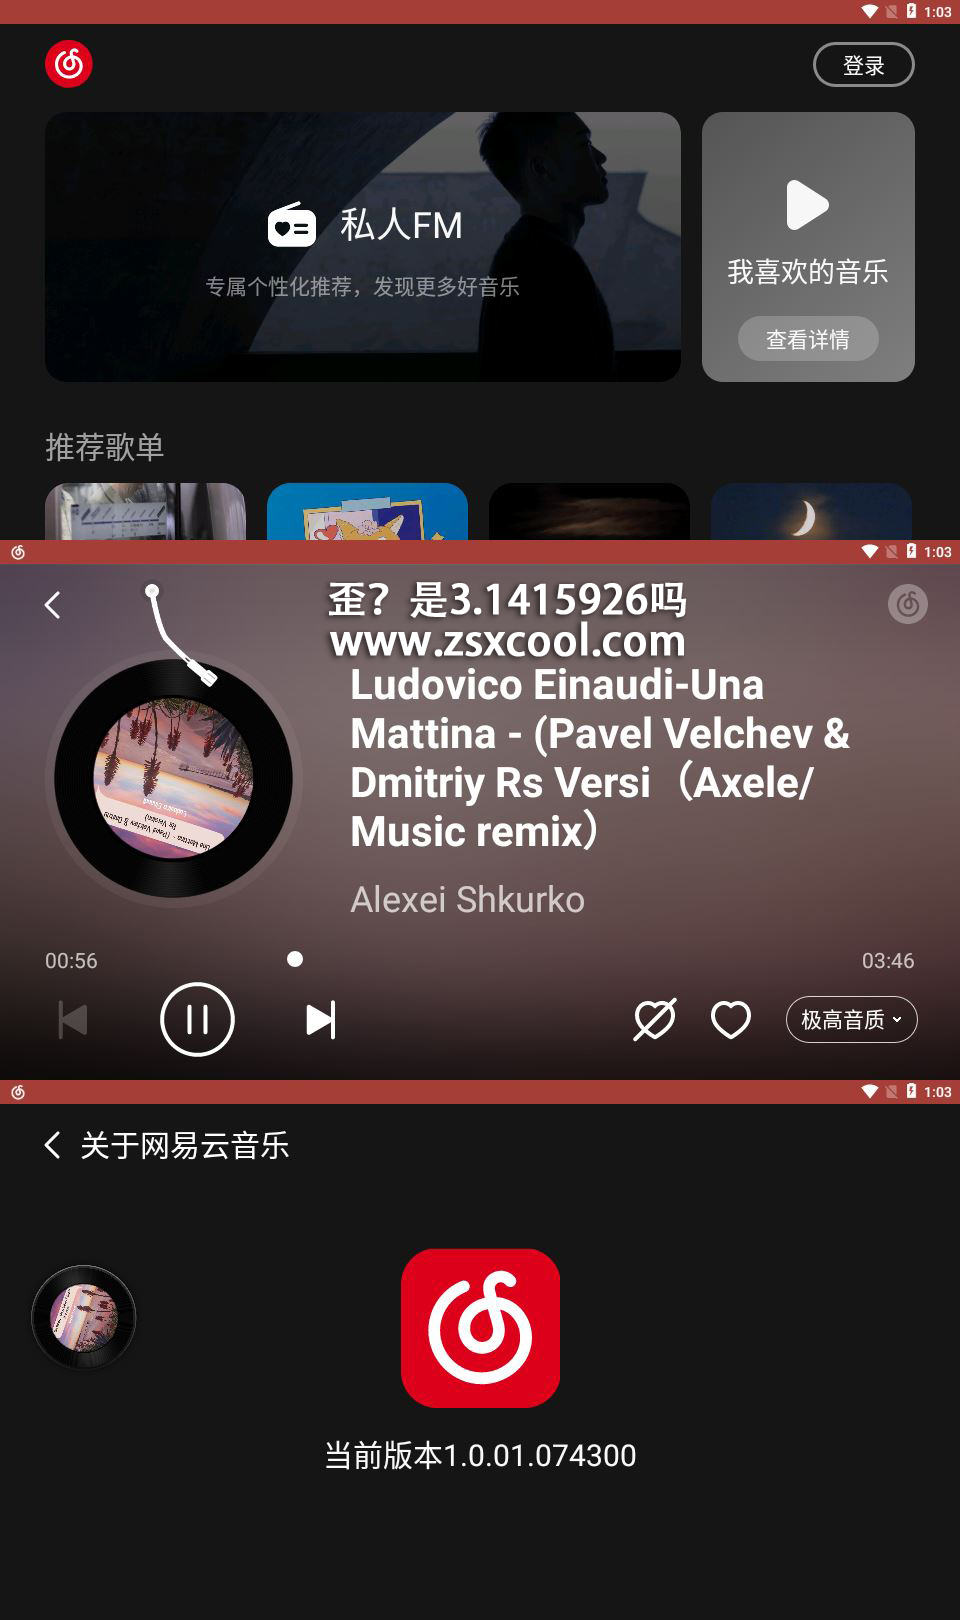 1:03
登录
私人FM
专属个性化推荐，发现更多好音乐
我喜欢的音乐
查看详情
推荐歌单
1:03
歪？是3.1415926吗
www.zsxcool.com
Ludovico Einaudi-Una
Mattina - (Pavel Velchev &
Dmitriy Rs Versi（Axele/
Music remix）
Alexei Shkurko
00:56
03:46
极高音质
1:03
关于网易云音乐
当前版本1.0.01.074300